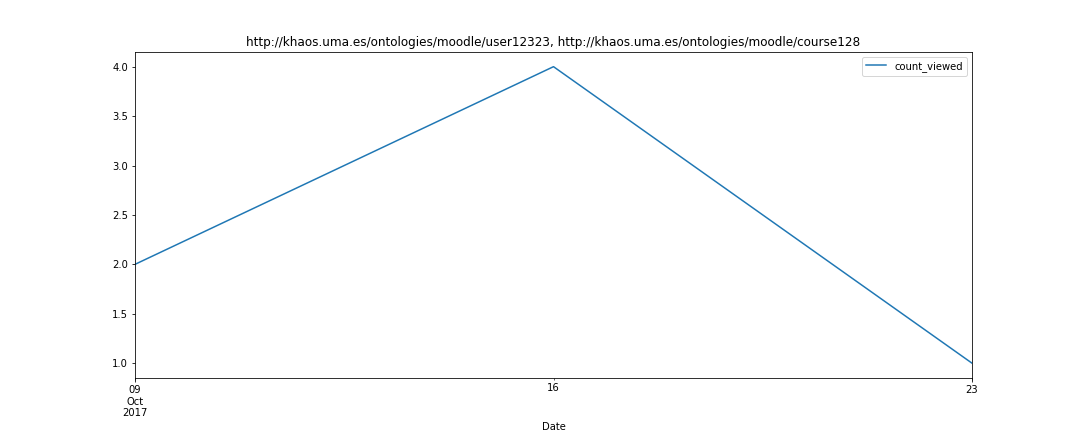 http://khaos.uma.es/ontologies/moodle/user12323, http://khaos.uma.es/ontologies/moodle/course128
count_viewed
4.0
3.5
3.0
2.5
2.0
1.5
1.0
09 16 23
Oct
2017
Date